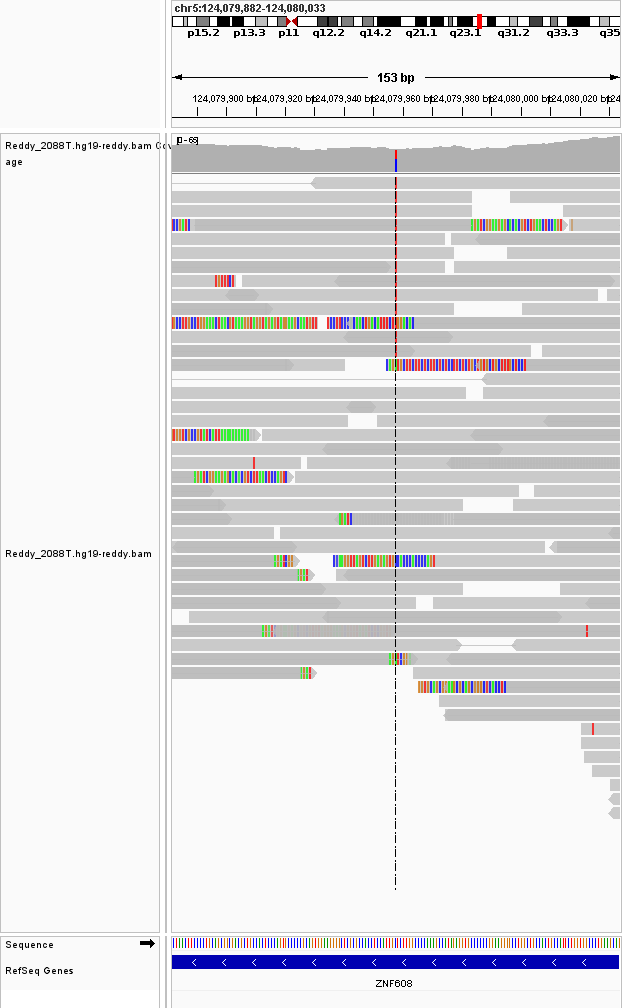 chr5:124,079,882-124,080,033
p15.2 p13.3 p11 q12.2 q14.2 q21.1 q23.1 q31.2 q33.3 q35
153 bp
124,079,900 bp 124,079,920 bp 124,079,940 bp 124,079,960 bp 124,079,980 bp 124,080,000 bp 124,080,020 bp 124
Reddy_2088T.hg19-reddy.bam Cov
age
Reddy_2088T.hg19-reddy.bam
Sequence
RefSeq Genes
ZNF608